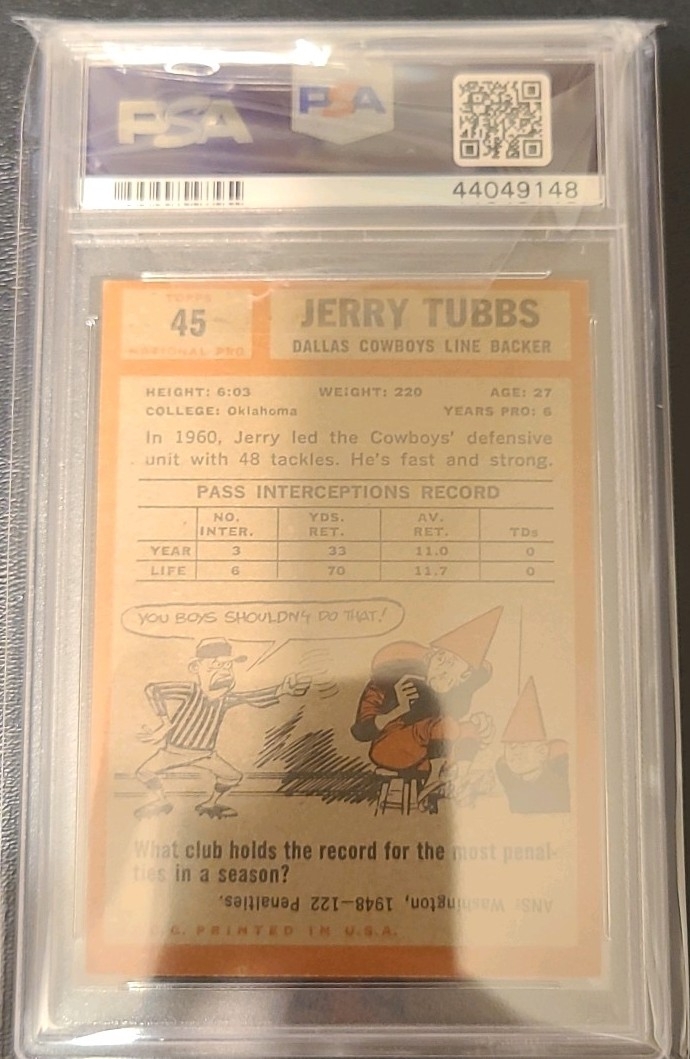 PSA
PSA
44049148
TOPPS
45
NATIONAL PRO
JERRY TUBBS
DALLAS COWBOYS LINE BACKER
HEIGHT: 6:03 WEIGHT: 220 AGE: 27
COLLEGE: Oklahoma YEARS PRO: 6
In 1960, Jerry led the Cowboys' defensive
unit with 48 tackles. He's fast and strong.
PASS INTERCEPTIONS RECORD
NO. INTER. YDS. RET. AV. RET. TDs
YEAR 3 33 11.0 0
LIFE 6 70 11.7 0
YOU BOYS SHOULDN'T DO THAT!
What club holds the record for the most penal-
ties in a season?
ANS: Washington, 1948—122 Penalties.
PRINTED IN U.S.A.